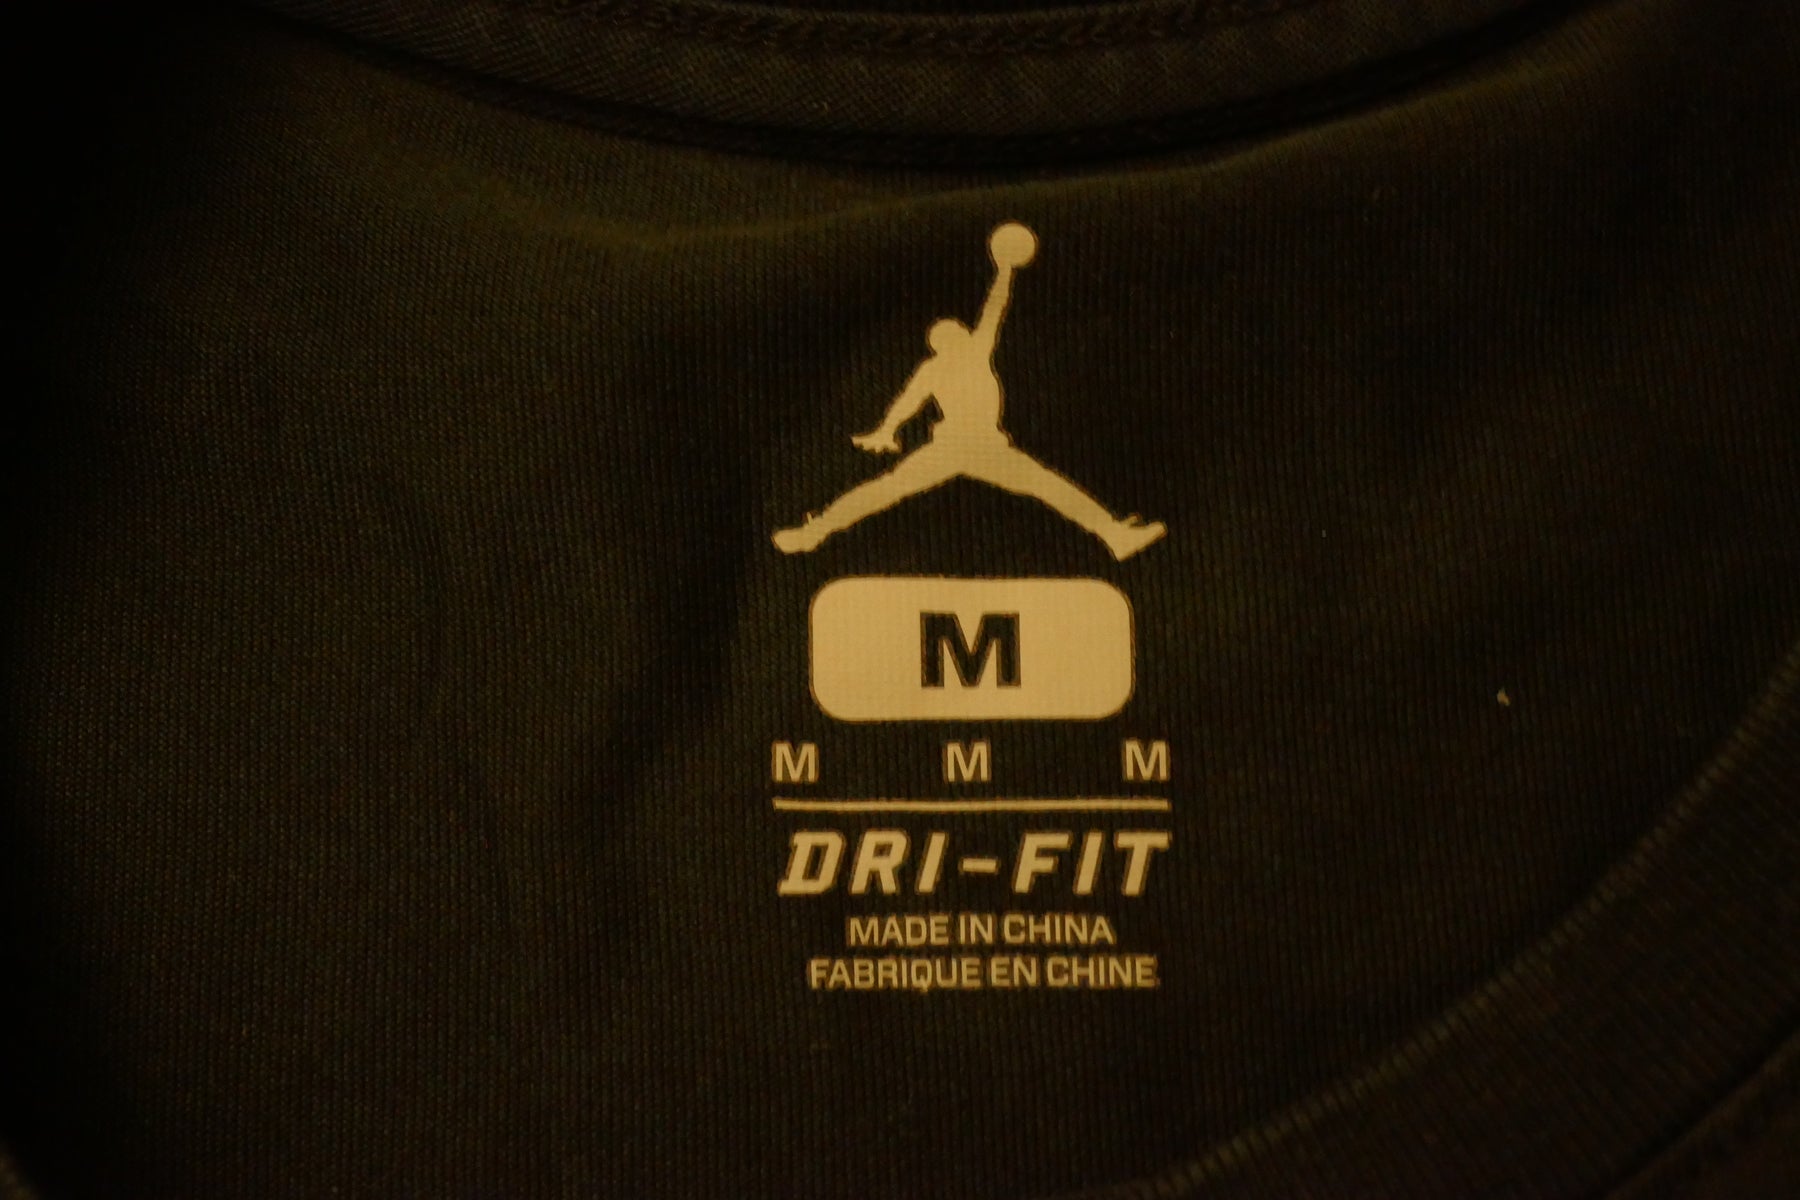 M
M M M
DRI-FIT
MADE IN CHINA
FABRIQUE EN CHINE